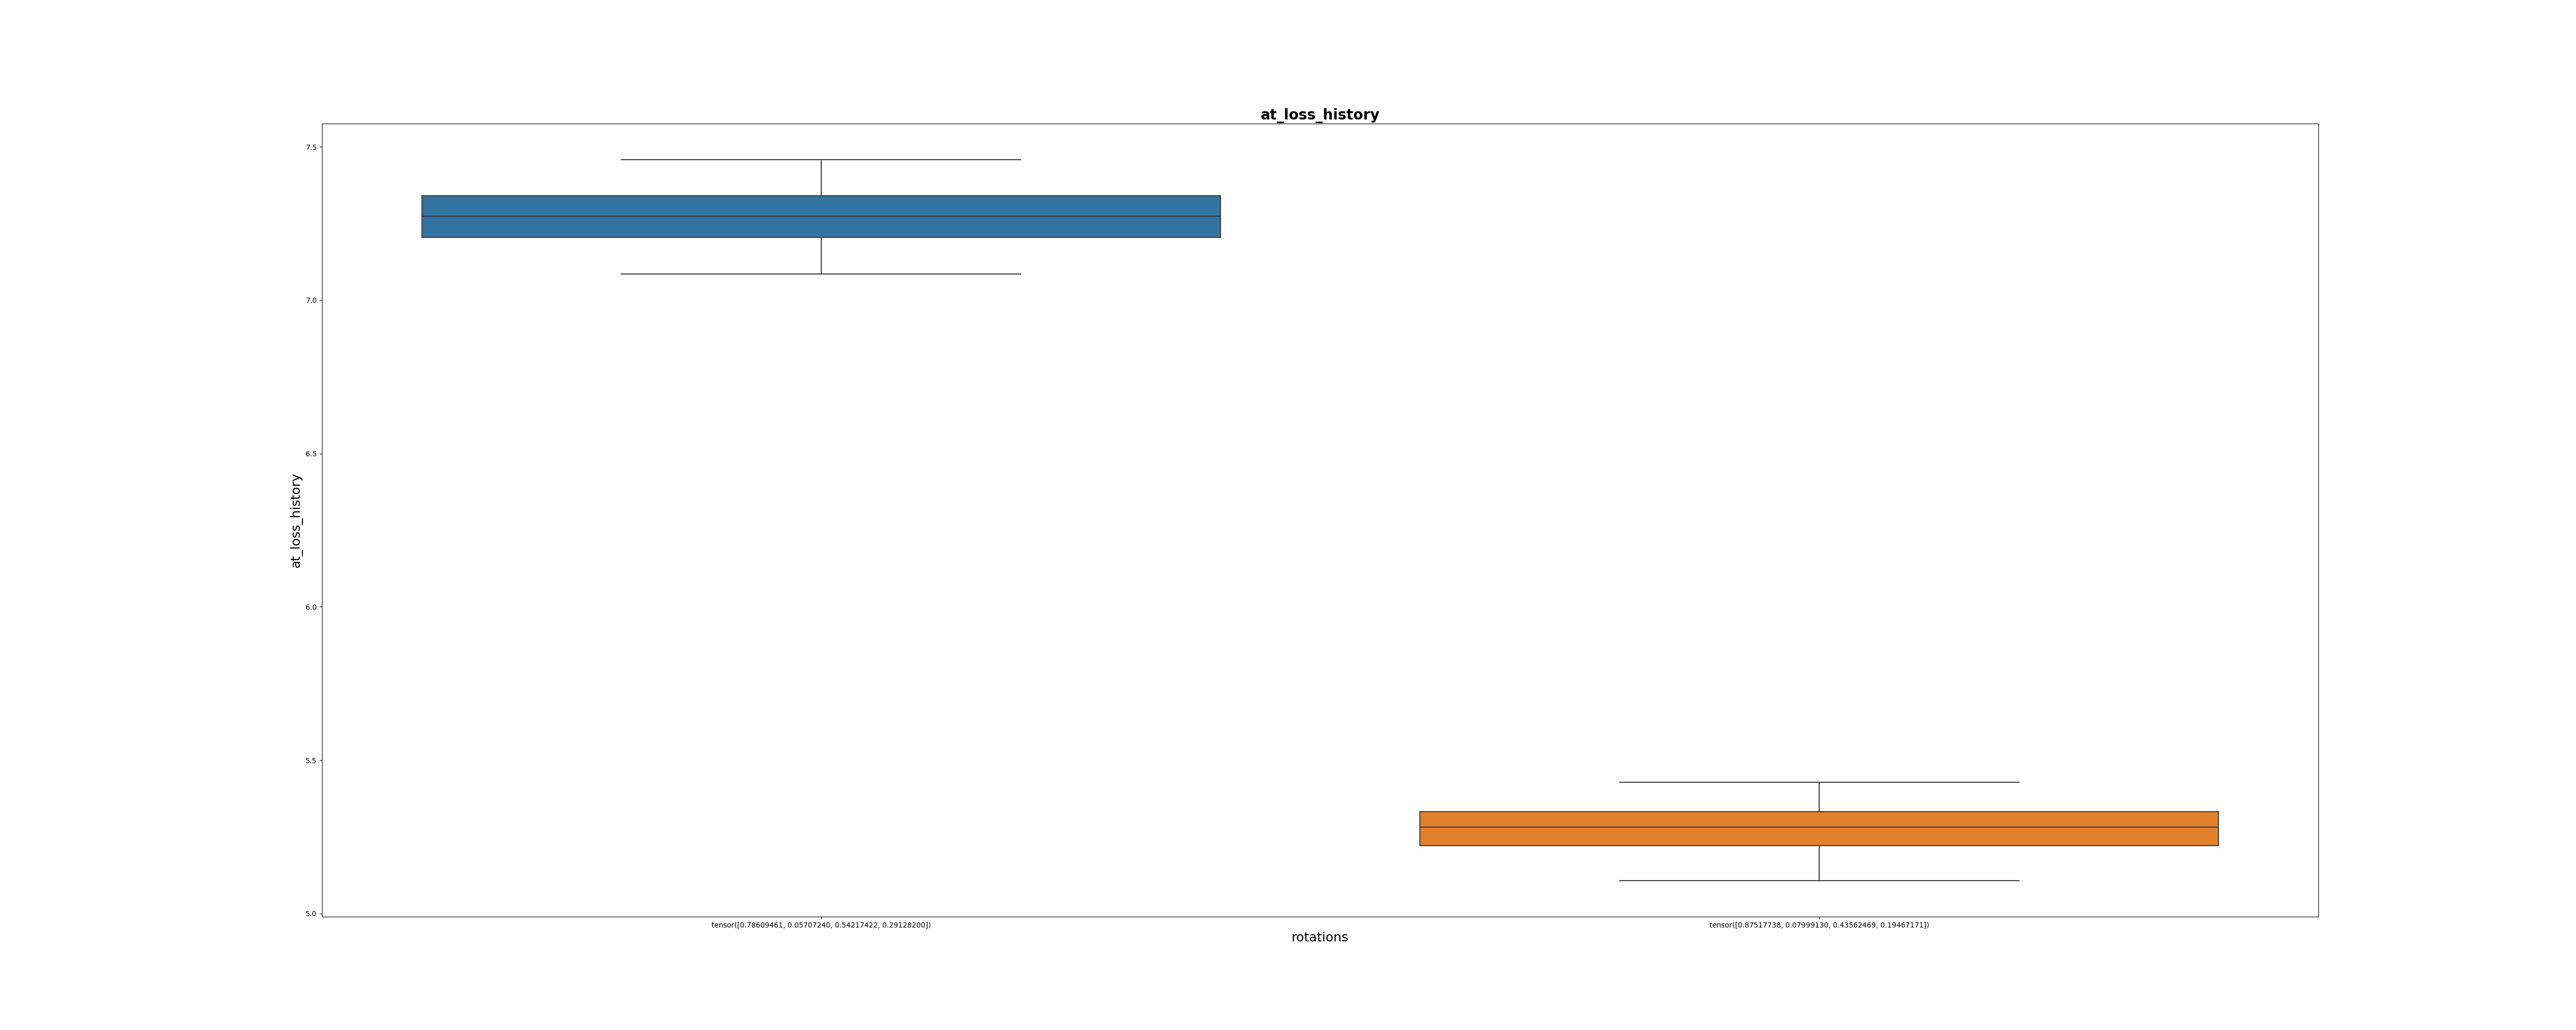 at_loss_history
7.5
7.0
6.5
6.0
5.5
5.0
at_loss_history
tensor([0.78609461, 0.05707240, 0.54217422, 0.29128200])
tensor([0.87517738, 0.07999130, 0.43562469, 0.19467171])
rotations